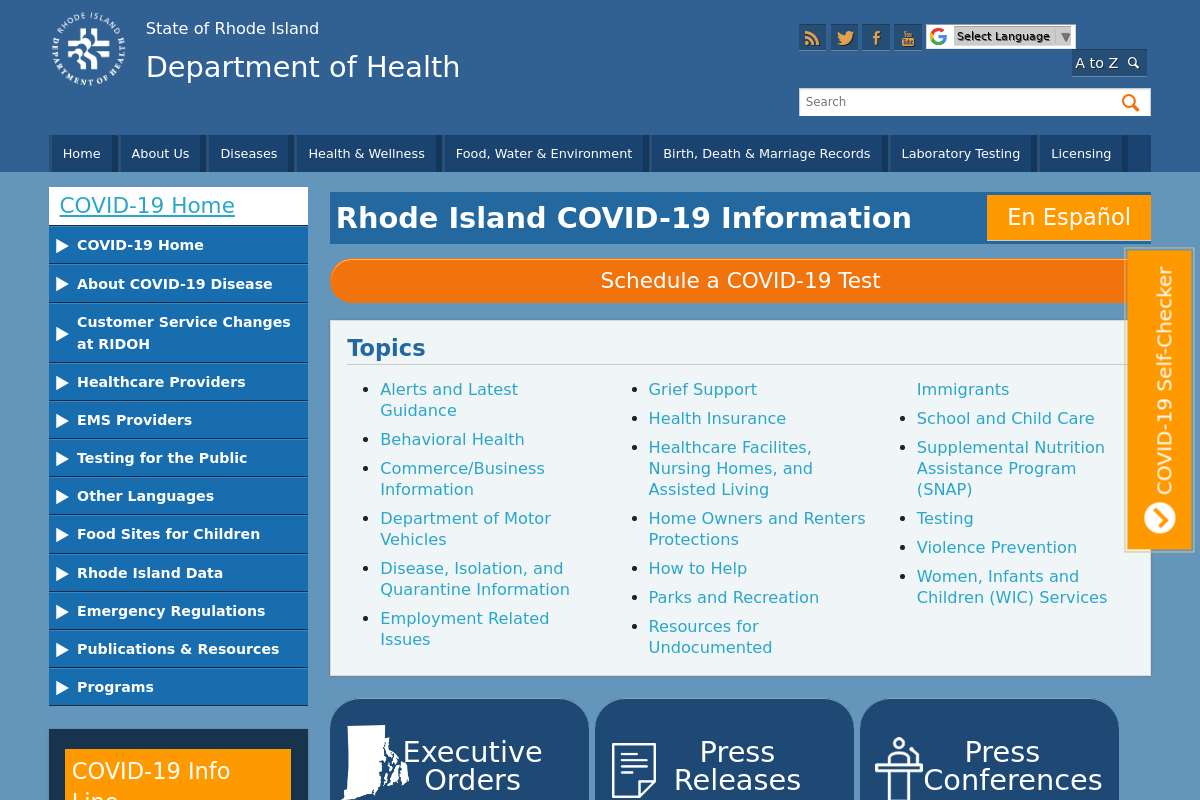 RHODE ISLAND DEPARTMENT OF HEALTH
State of Rhode Island
Department of Health
You Tube
Select Language ▼
A to Z
Search
Home
About Us
Diseases
Health & Wellness
Food, Water & Environment
Birth, Death & Marriage Records
Laboratory Testing
Licensing
COVID-19 Home
COVID-19 Home
About COVID-19 Disease
Customer Service Changes
at RIDOH
Healthcare Providers
EMS Providers
Testing for the Public
Other Languages
Food Sites for Children
Rhode Island Data
Emergency Regulations
Publications & Resources
Programs
COVID-19 Info
Line
Rhode Island COVID-19 Information
En Español
Schedule a COVID-19 Test
Topics
Alerts and Latest
Guidance
Behavioral Health
Commerce/Business
Information
Department of Motor
Vehicles
Disease, Isolation, and
Quarantine Information
Employment Related
Issues
Grief Support
Health Insurance
Healthcare Facilites,
Nursing Homes, and
Assisted Living
Home Owners and Renters
Protections
How to Help
Parks and Recreation
Resources for
Undocumented
Immigrants
School and Child Care
Supplemental Nutrition
Assistance Program
(SNAP)
Testing
Violence Prevention
Women, Infants and
Children (WIC) Services
COVID-19 Self-Checker
Executive
Orders
Press
Releases
Press
Conferences